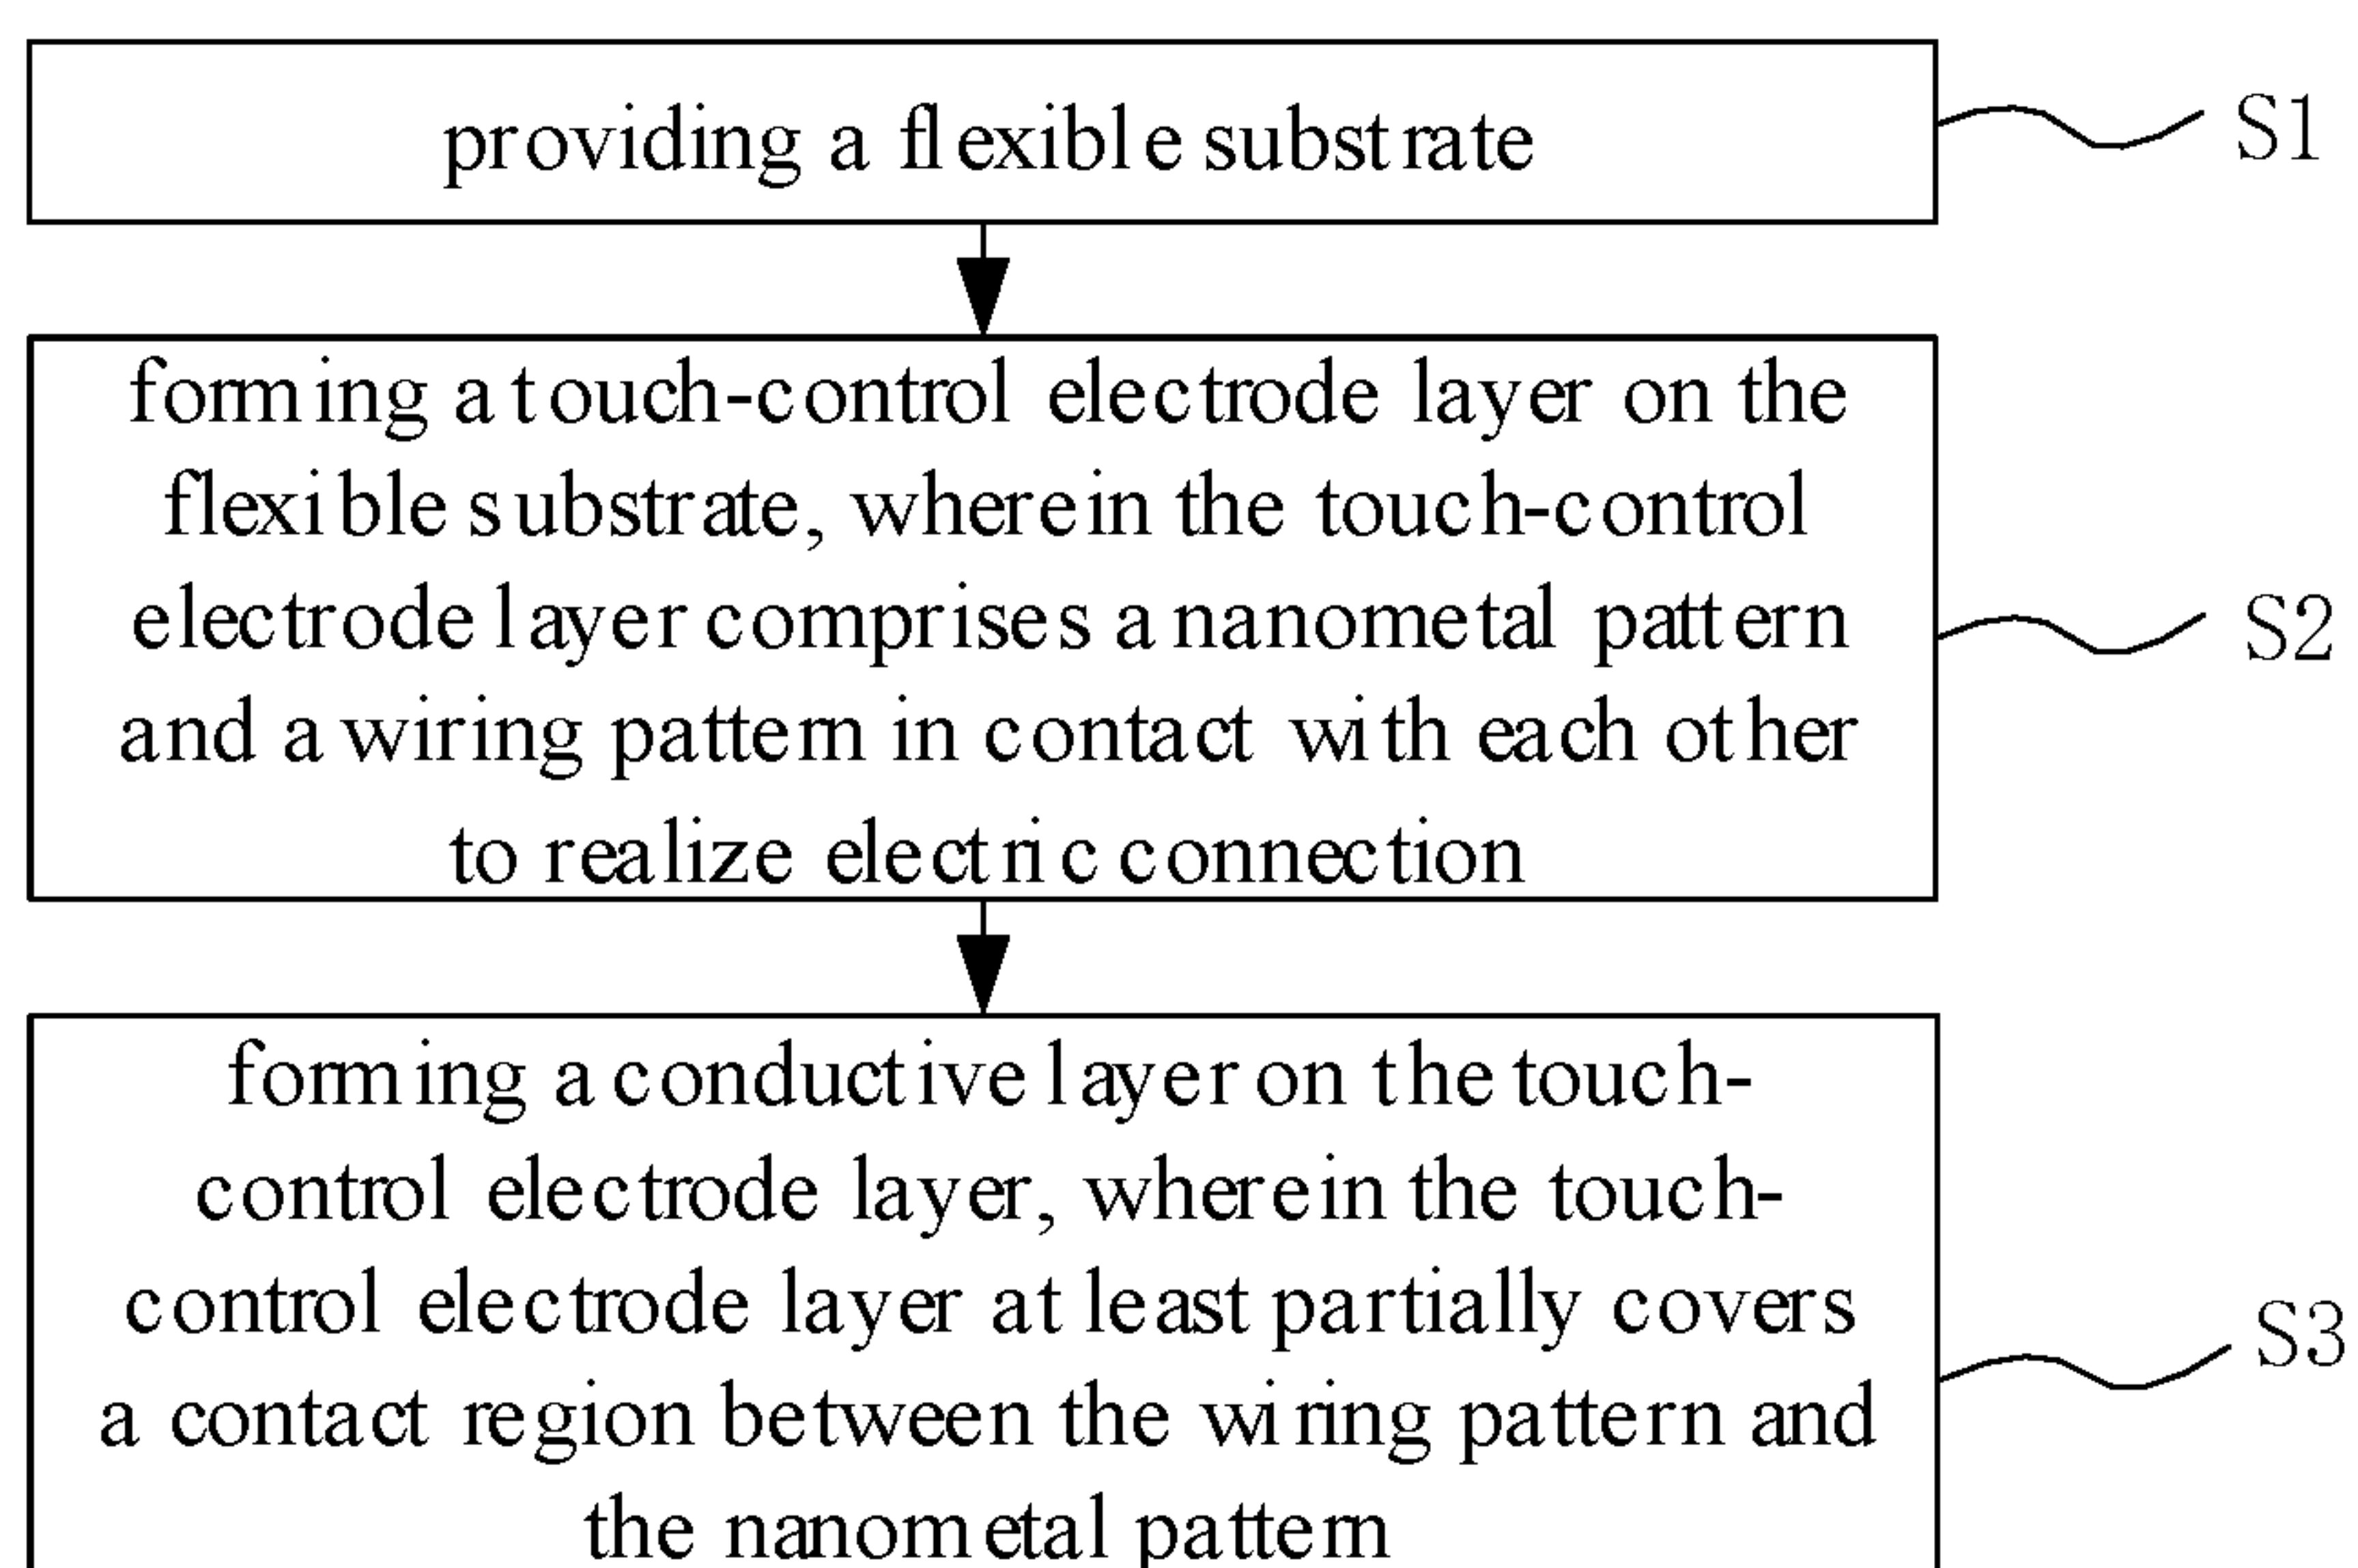 providing a flexible substrate
S1
forming a touch-control electrode layer on the
flexible substrate, wherein the touch-control
electrode layer comprises a nanometal pattern
and a wiring pattern in contact with each other
to realize electric connection
S2
forming a conductive layer on the touch-
control electrode layer, wherein the touch-
control electrode layer at least partially covers
a contact region between the wiring pattern and
the nanometal pattern
S3